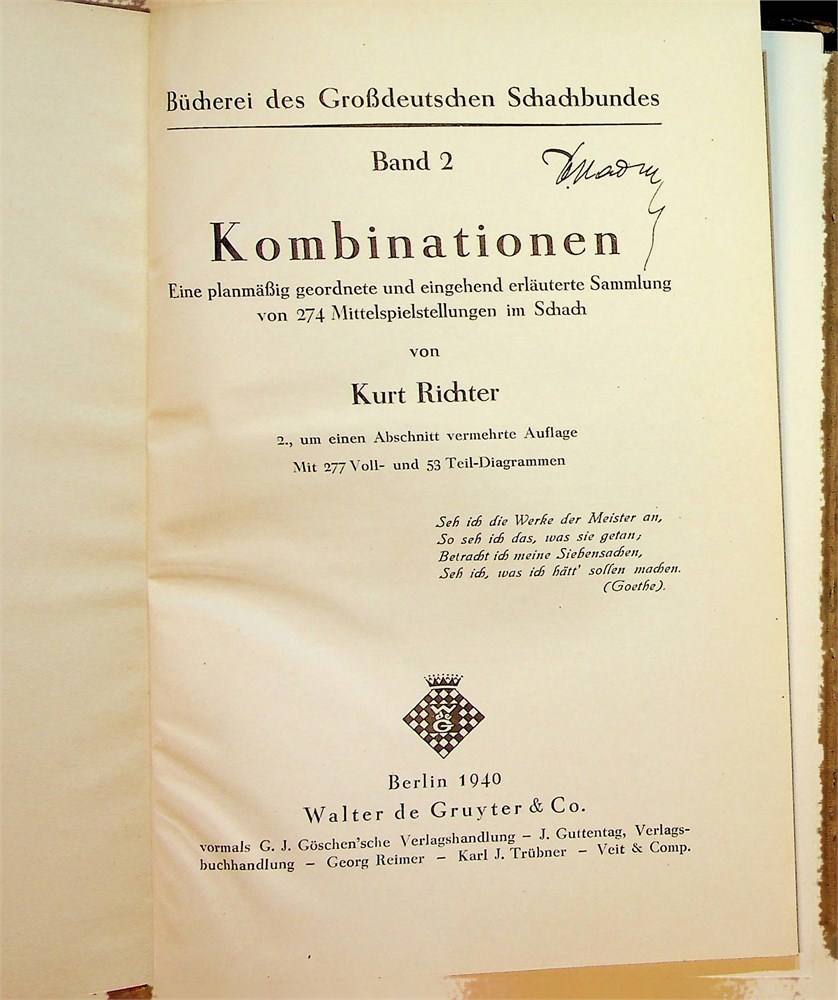 Bücherei des Großdeutschen Schachbundes
Band 2
Kombinationen
Eine planmäßig geordnete und eingehend erläuterte Sammlung
von 274 Mittelspielstellungen im Schach
von
Kurt Richter
2., um einen Abschnitt vermehrte Auflage
Mit 277 Voll- und 53 Teil-Diagrammen
Seh ich die Werke der Meister an,
So seh ich das, was sie getan;
Betracht ich meine Siebensachen,
Seh ich, was ich hätt' sollen machen.
(Goethe).
Berlin 1940
Walter de Gruyter & Co.
vormals G. J. Göschen'sche Verlagshandlung – J. Guttentag, Verlags-
buchhandlung – Georg Reimer – Karl J. Trübner – Veit & Comp.